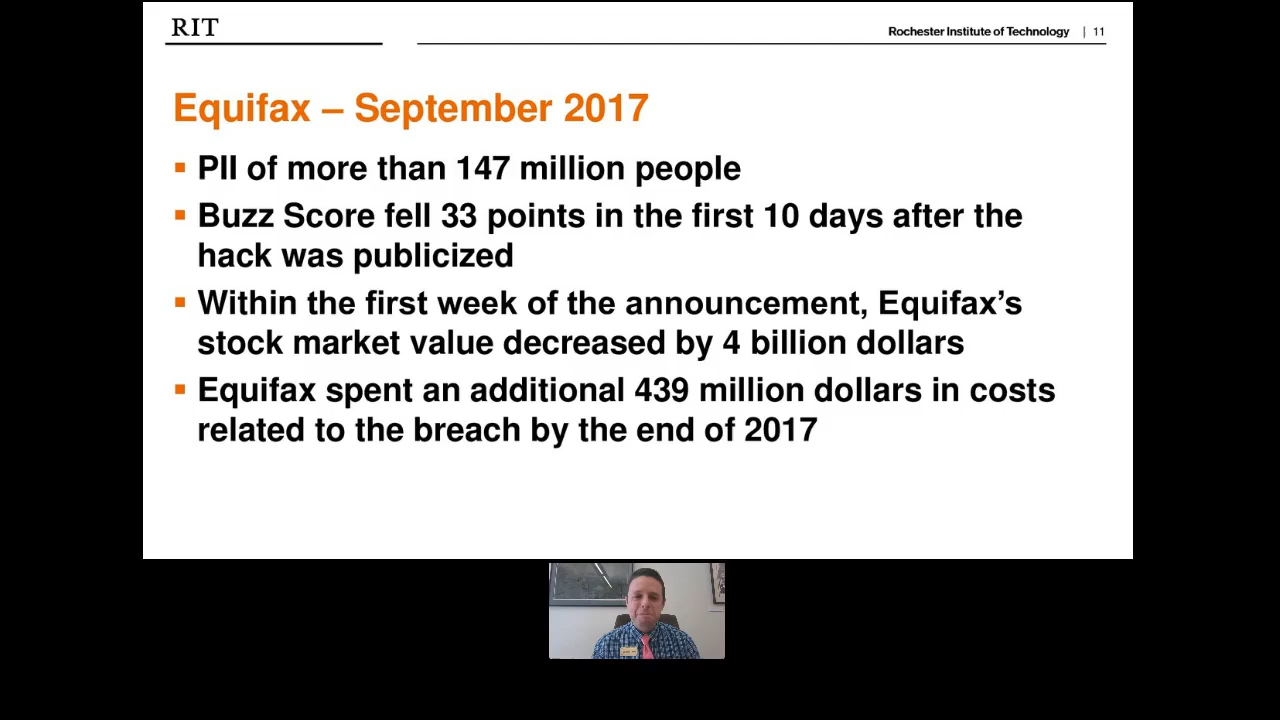 RIT
Rochester Institute of Technology | 11
Equifax – September 2017
PII of more than 147 million people
Buzz Score fell 33 points in the first 10 days after the
hack was publicized
Within the first week of the announcement, Equifax’s
stock market value decreased by 4 billion dollars
Equifax spent an additional 439 million dollars in costs
related to the breach by the end of 2017